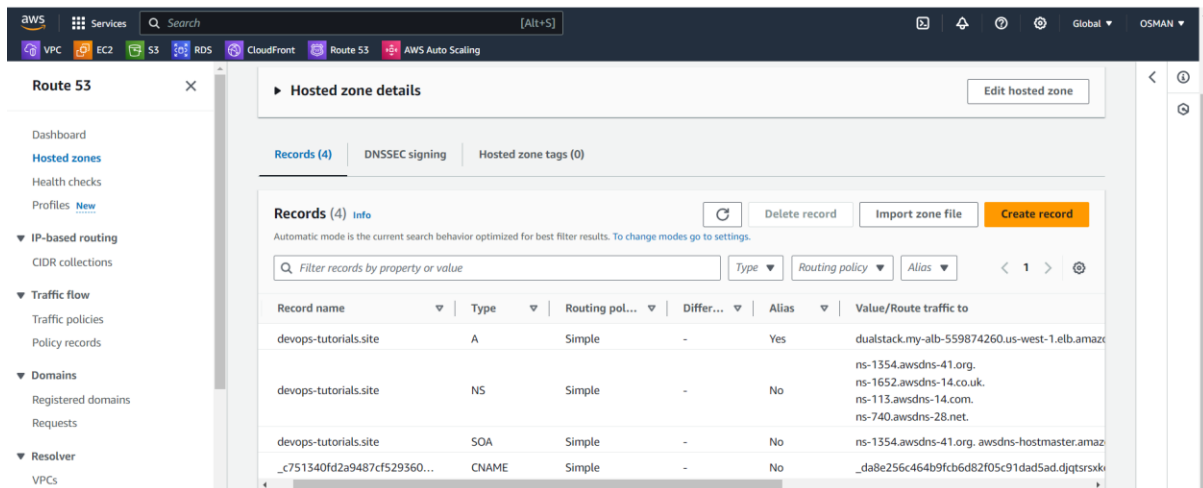 aws Services Search [Alt+S] Global ▼ OSMAN ▼
VPC EC2 S3 RDS CloudFront Route 53 AWS Auto Scaling
Route 53
Dashboard
Hosted zones
Health checks
Profiles New
▼ IP-based routing
CIDR collections
▼ Traffic flow
Traffic policies
Policy records
▼ Domains
Registered domains
Requests
▼ Resolver
VPCs
▶ Hosted zone details Edit hosted zone
Records (4) DNSSEC signing Hosted zone tags (0)
Records (4) Info Delete record Import zone file Create record
Automatic mode is the current search behavior optimized for best filter results. To change modes go to settings.
Filter records by property or value Type ▼ Routing policy ▼ Alias ▼ < 1 >
Record name Type Routing pol... Differ... Alias Value/Route traffic to
devops-tutorials.site A Simple - Yes dualstack.my-alb-559874260.us-west-1.elb.amazo
devops-tutorials.site NS Simple - No ns-1354.awsdns-41.org.
ns-1652.awsdns-14.co.uk.
ns-113.awsdns-14.com.
ns-740.awsdns-28.net.
devops-tutorials.site SOA Simple - No ns-1354.awsdns-41.org. awsdns-hostmaster.amaz
_c751340fd2a9487cf529360... CNAME Simple - No _da8e256c464b9fcb6d82f05c91dad5ad.djqtsrsxk